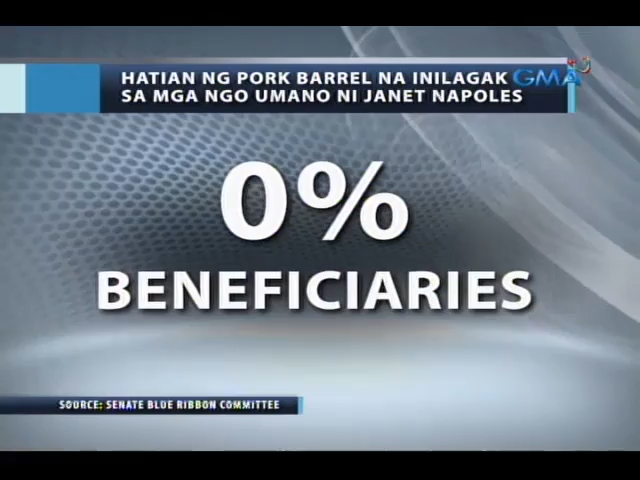 HATIAN NG PORK BARREL NA INILAGAK
SA MGA NGO UMANO NI JANET NAPOLES
GMA
0%
BENEFICIARIES
SOURCE: SENATE BLUE RIBBON COMMITTEE